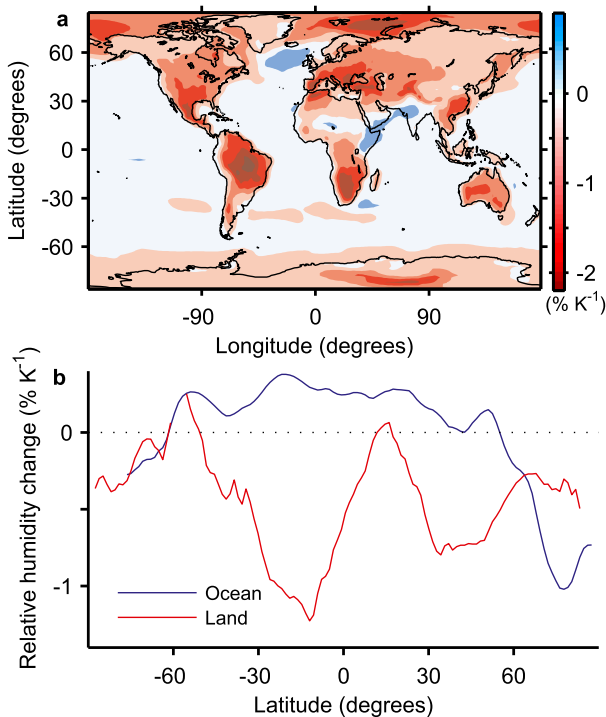 a
60
30
0
-30
-60
Latitude (degrees)
-90
0
90
Longitude (degrees)
0
-1
-2
(% K⁻¹)
b
0
-1
Relative humidity change (% K⁻¹)
Ocean
Land
-60
-30
0
30
60
Latitude (degrees)